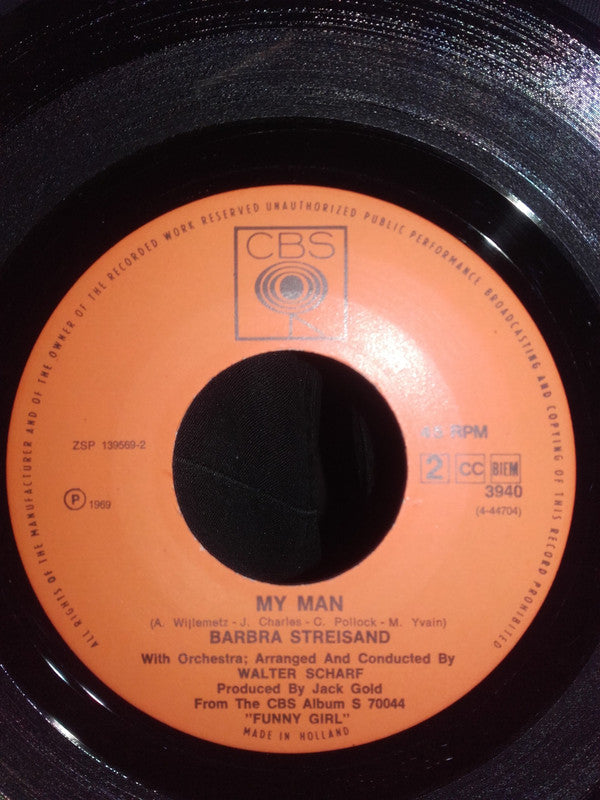 ALL RIGHTS OF THE MANUFACTURER AND OF THE OWNER OF THE RECORDED WORK RESERVED UNAUTHORIZED PUBLIC PERFORMANCE BROADCASTING AND COPYING OF THIS RECORD PROHIBITED
CBS
ZSP 139569-2
45 RPM
2 CC BIEM
3940
(4-44704)
P 1969
MY MAN
(A. Wijlemetz - J. Charles - C. Pollock - M. Yvain)
BARBRA STREISAND
With Orchestra; Arranged And Conducted By
WALTER SCHARF
Produced By Jack Gold
From The CBS Album S 70044
"FUNNY GIRL"
MADE IN HOLLAND